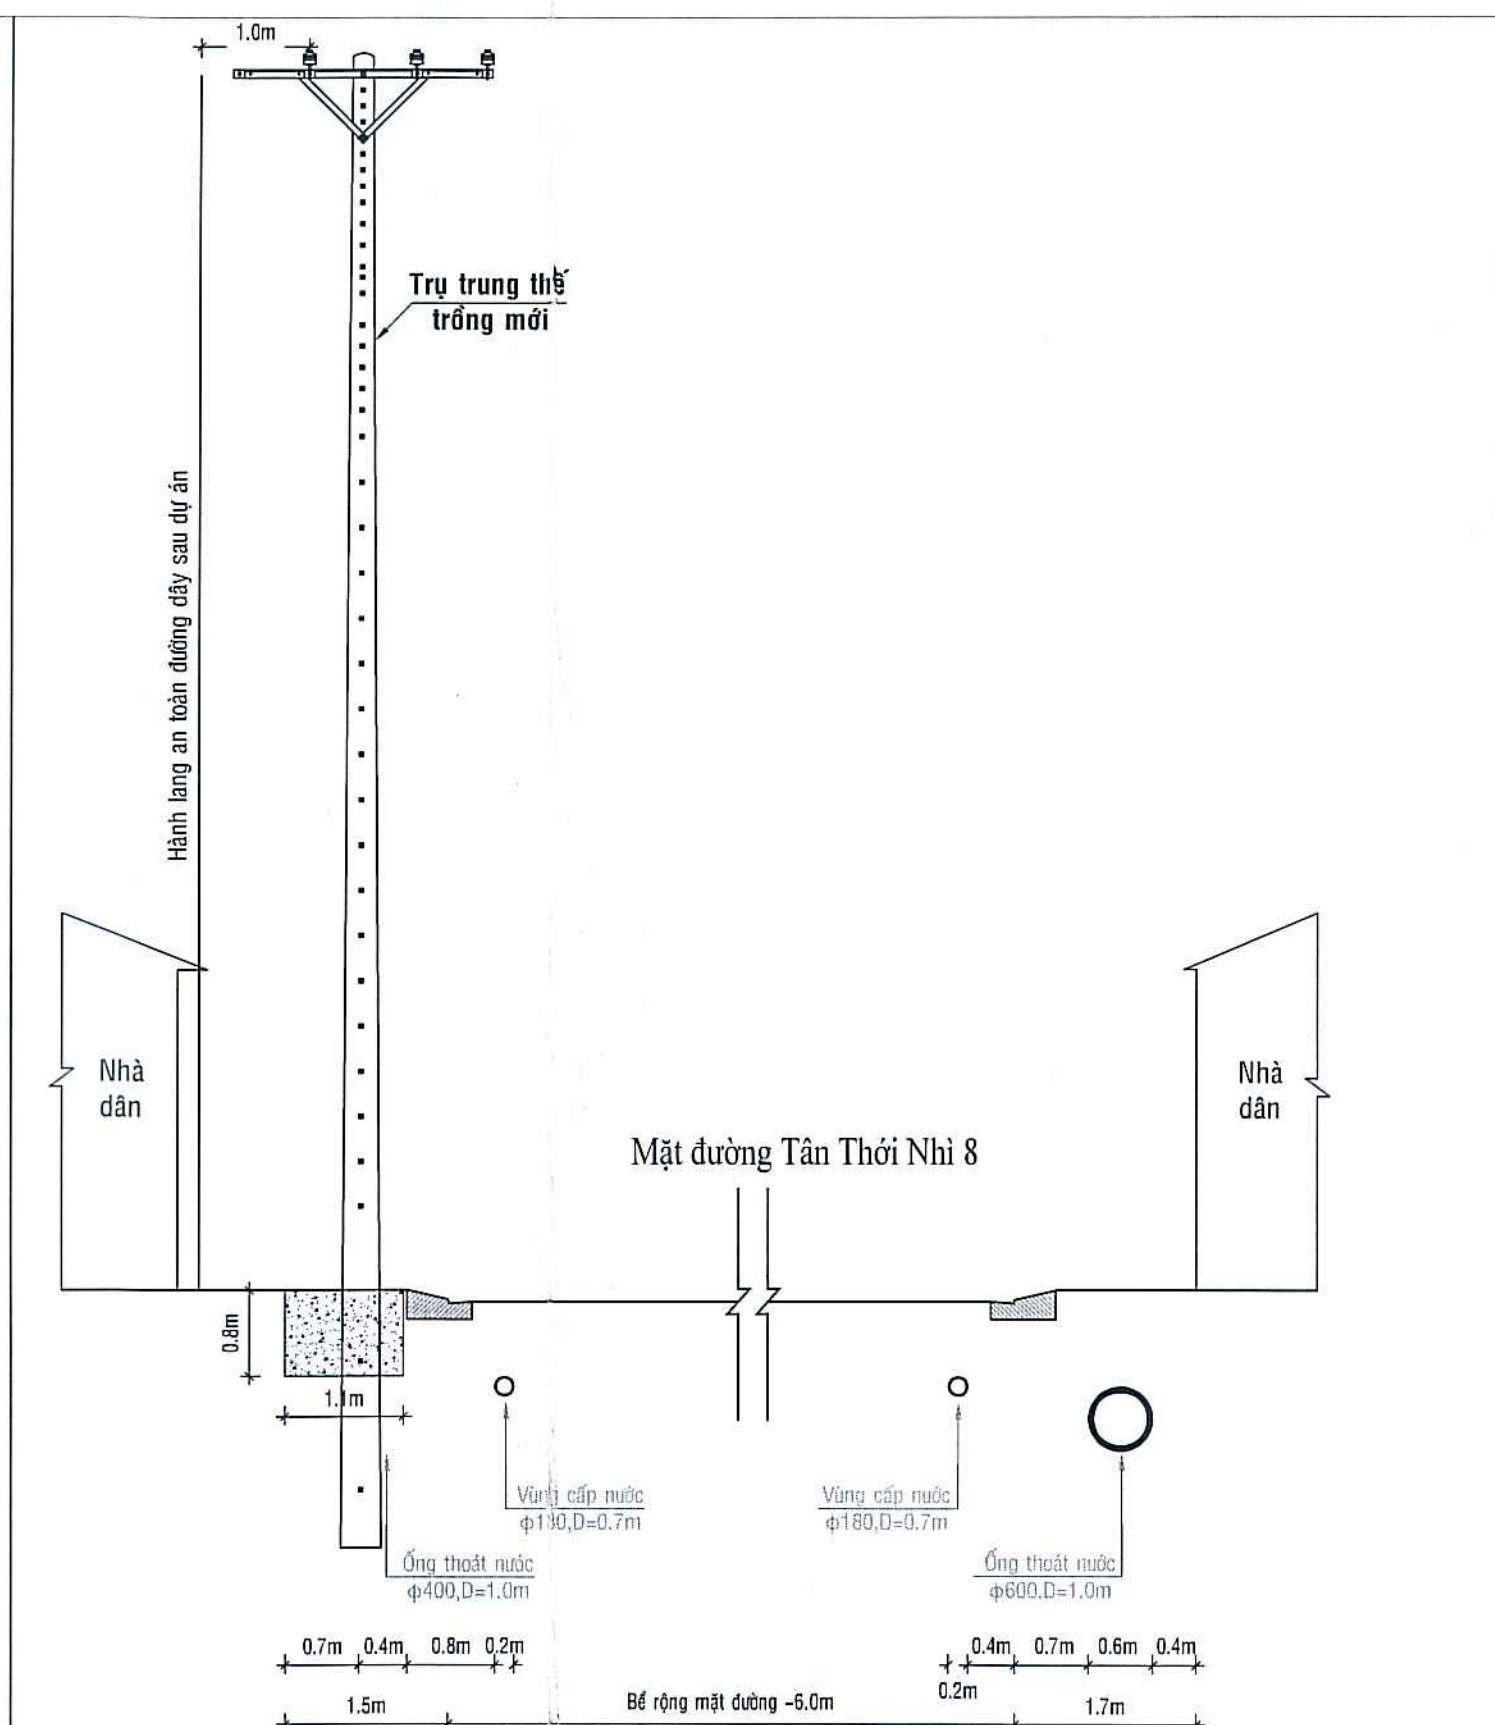 1.0m
Trụ trung thế
trồng mới
Hành lang an toàn đường dây sau dự án
Nhà
dân
Nhà
dân
Mặt đường Tân Thới Nhì 8
0.8m
1.1m
Vùng cấp nước
ϕ180,D=0.7m
Vùng cấp nước
ϕ180,D=0.7m
Ống thoát nước
ϕ400,D=1.0m
Ống thoát nước
ϕ600,D=1.0m
0.7m 0.4m 0.8m 0.2m
0.4m 0.7m 0.6m 0.4m
0.2m
1.5m
Bể rộng mặt đường -6.0m
1.7m